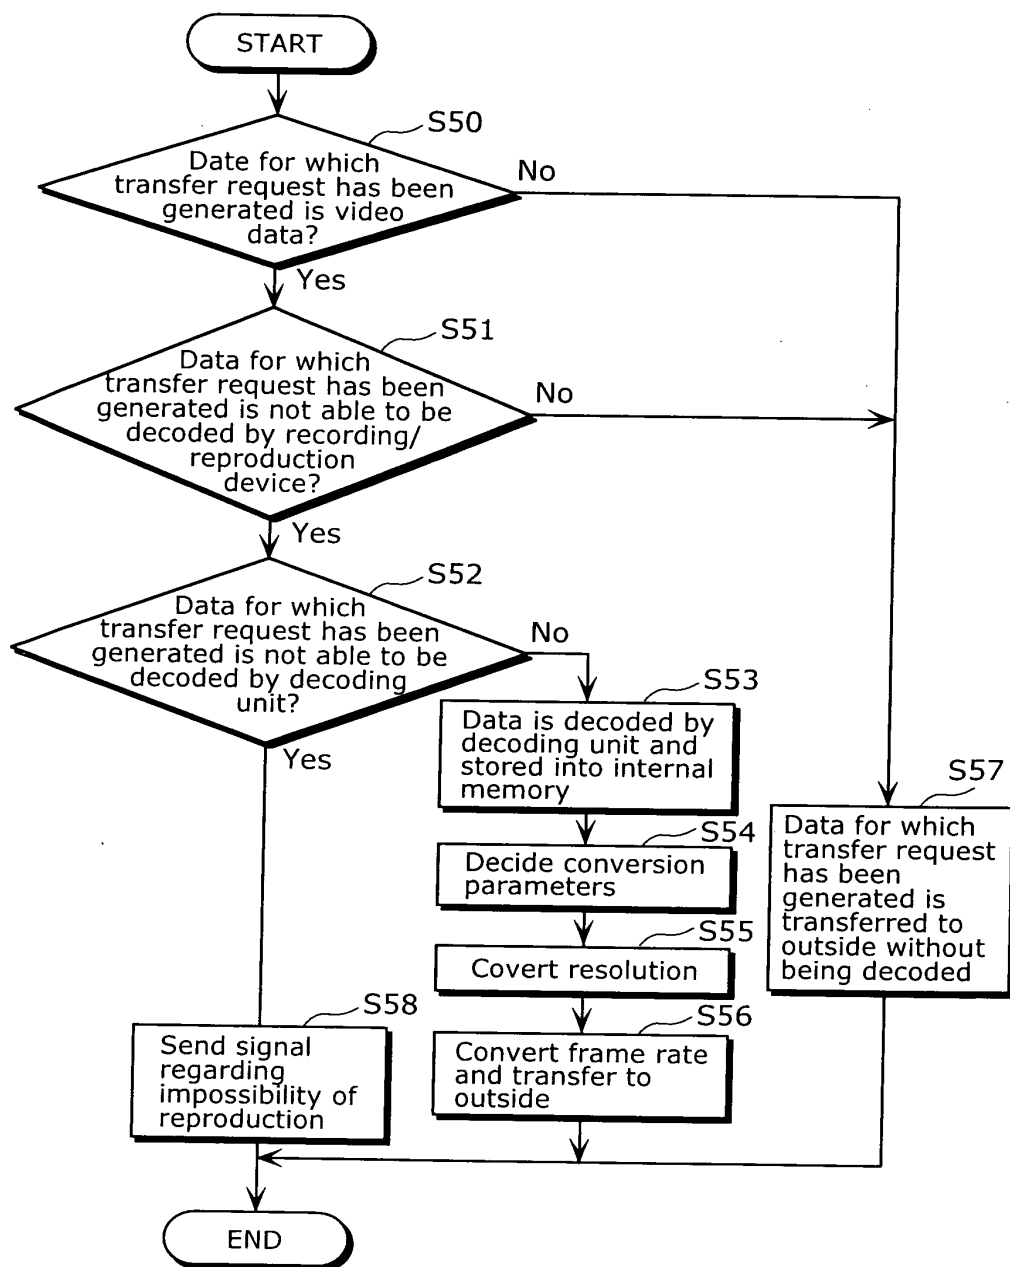 START
S50
Date for which
transfer request has been
generated is video
data?
No
Yes
S51
Data for which
transfer request has been
generated is not able to be
decoded by recording/
reproduction
device?
No
Yes
S52
Data for which
transfer request has been
generated is not able to be
decoded by decoding
unit?
No
Yes
S53
Data is decoded by
decoding unit and
stored into internal
memory
S54
Decide conversion
parameters
S55
Covert resolution
S56
Convert frame rate
and transfer to
outside
S57
Data for which
transfer request
has been
generated is
transferred to
outside without
being decoded
S58
Send signal
regarding
impossibility of
reproduction
END